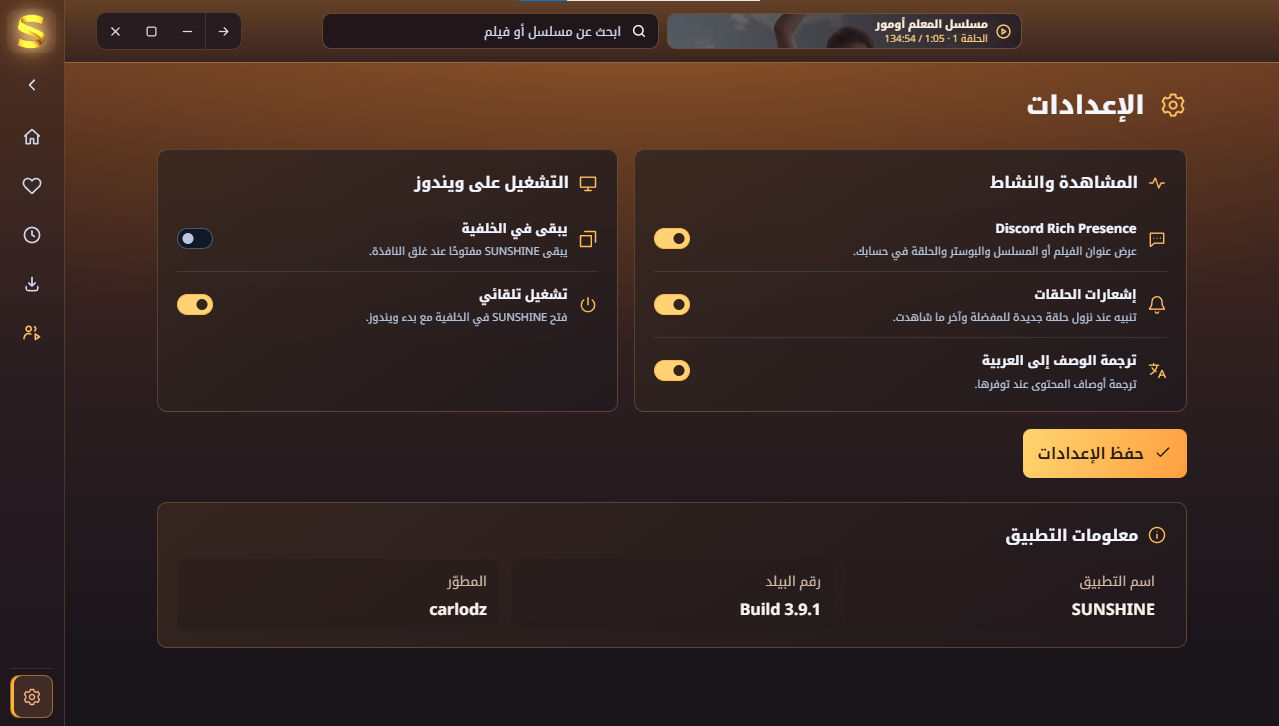 مسلسل المعلم أومور
الحلقة 1 · 1:05 / 134:54
ابحث عن مسلسل أو فيلم
الإعدادات
المشاهدة والنشاط
Discord Rich Presence
عرض عنوان الفيلم أو المسلسل والبوستر والحلقة في حسابك.
إشعارات الحلقات
تنبيه عند نزول حلقة جديدة للمفضلة وآخر ما شاهدت.
ترجمة الوصف إلى العربية
ترجمة أوصاف المحتوى عند توفرها.
التشغيل على ويندوز
يبقى في الخلفية
يبقى SUNSHINE مفتوحًا عند غلق النافذة.
تشغيل تلقائي
فتح SUNSHINE في الخلفية مع بدء ويندوز.
حفظ الإعدادات
معلومات التطبيق
اسم التطبيق
SUNSHINE
رقم البيلد
Build 3.9.1
المطوّر
carlodz